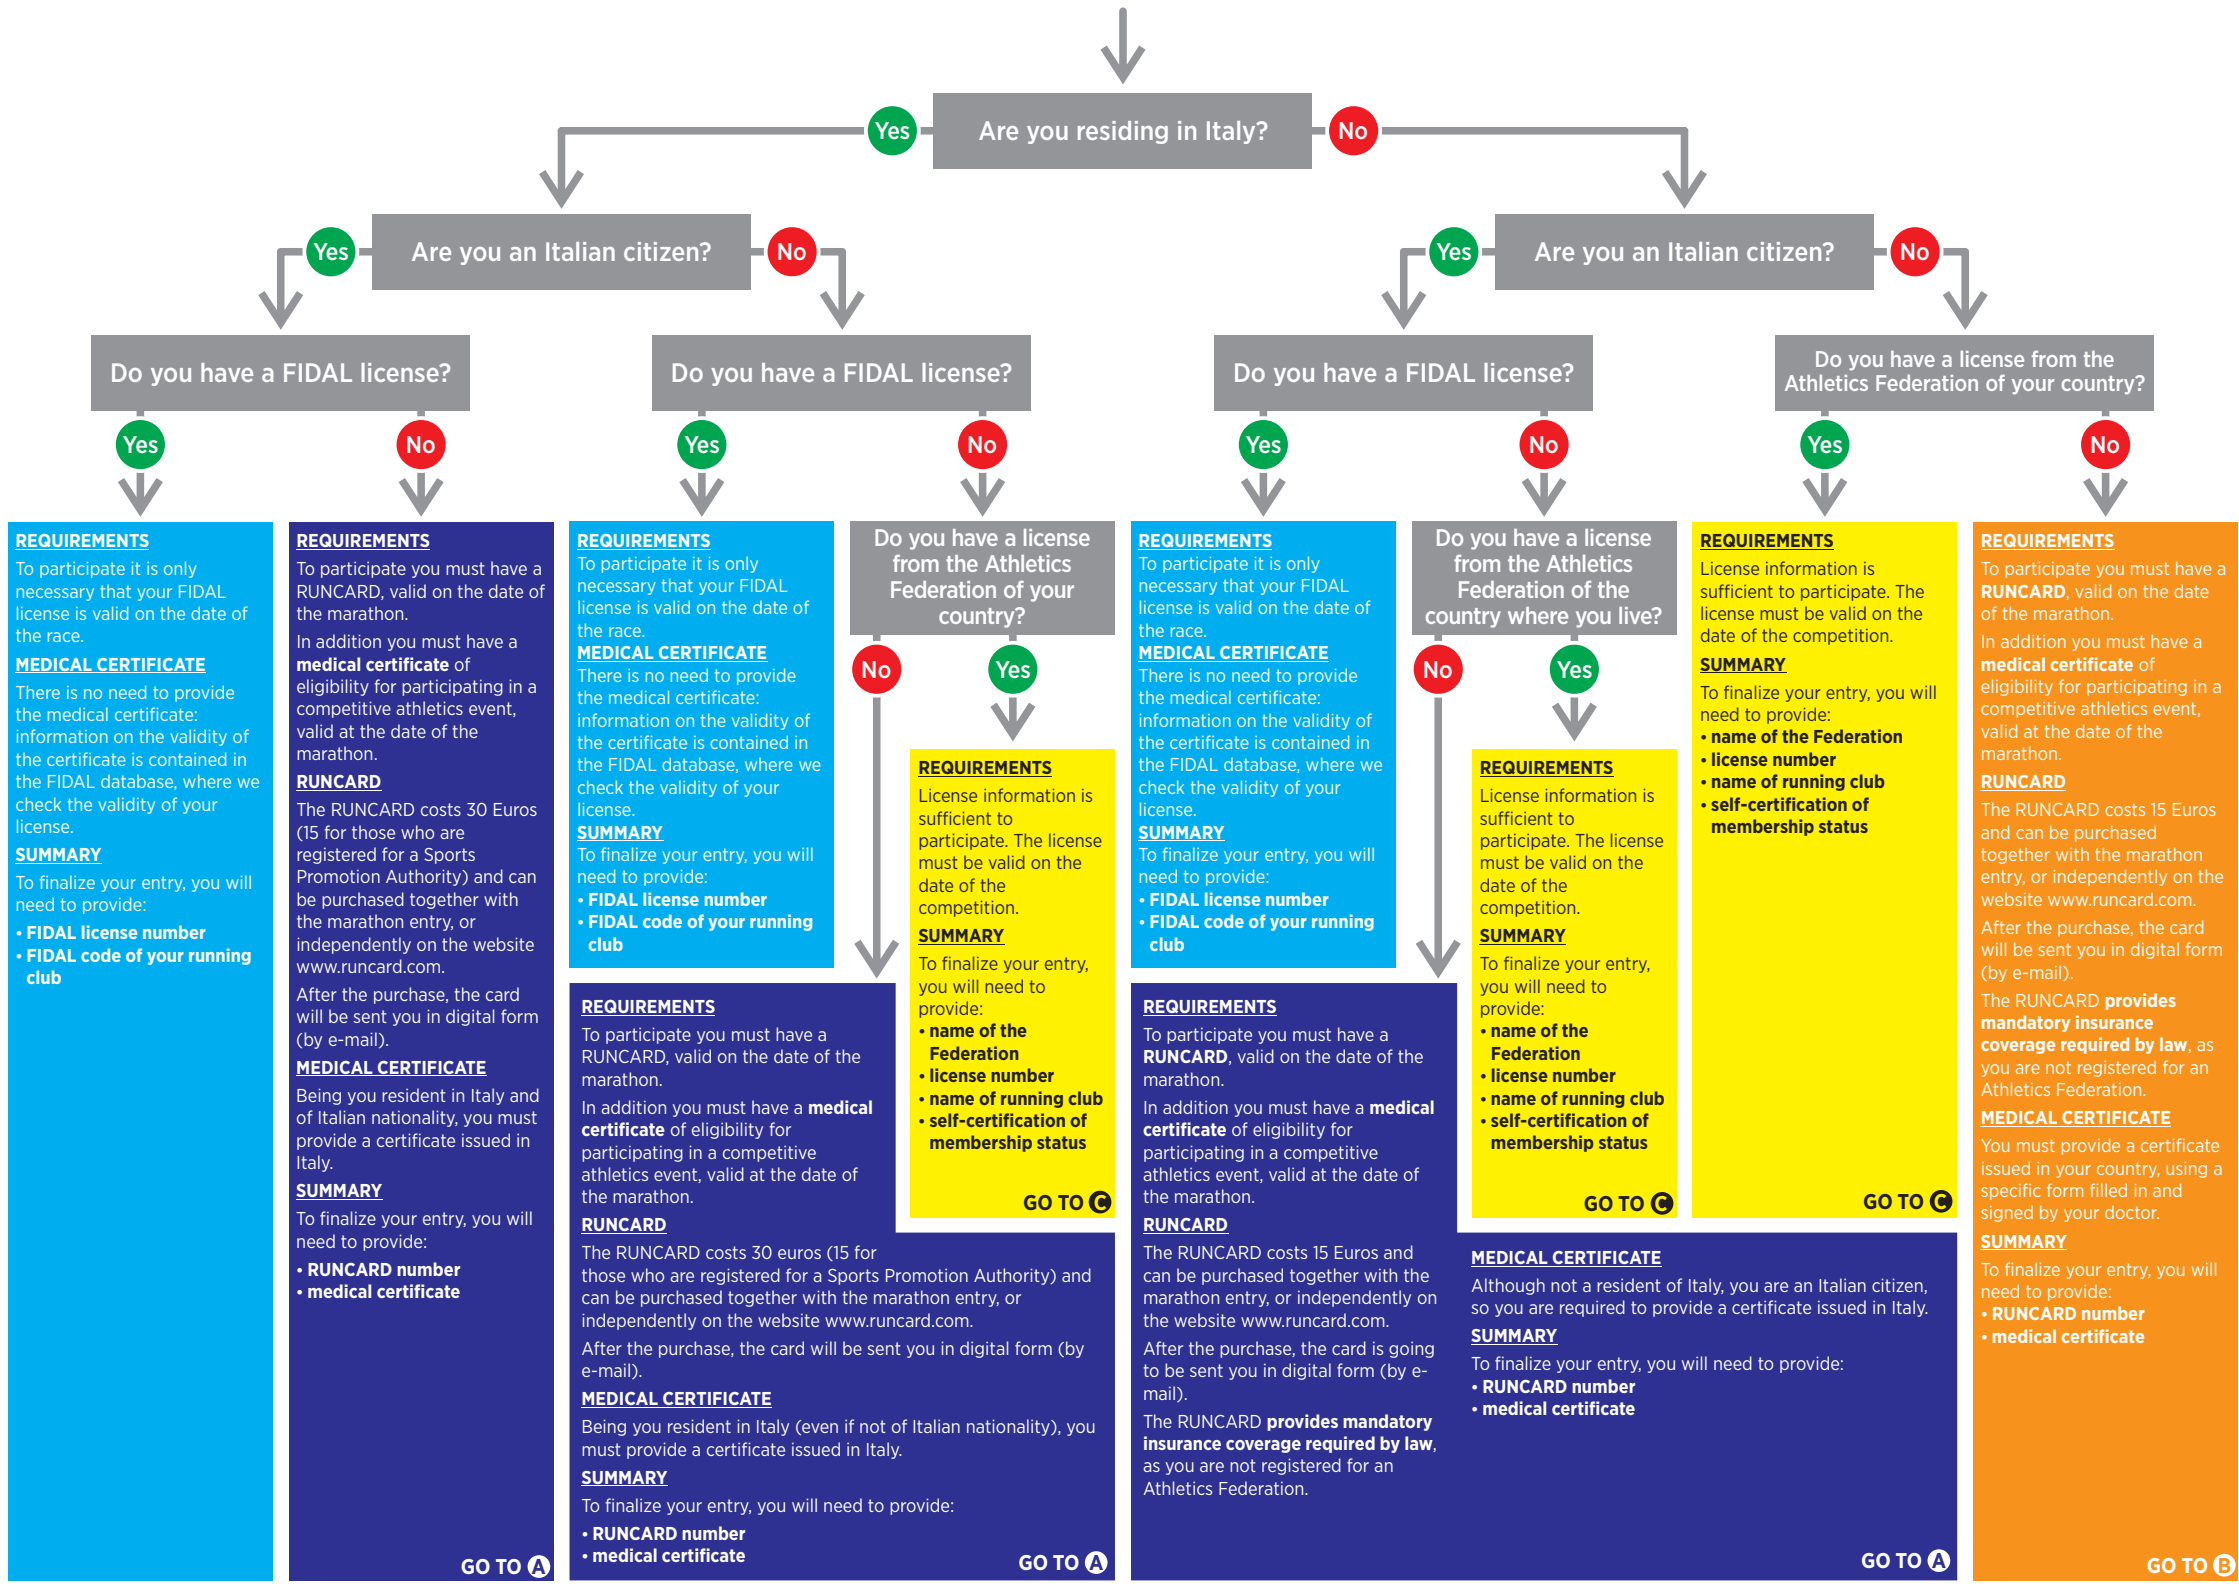 Are you residing in Italy?
Yes
No
Are you an Italian citizen?
Yes
No
Are you an Italian citizen?
Yes
No
Do you have a FIDAL license?
Yes
No
Do you have a FIDAL license?
Yes
No
Do you have a FIDAL license?
Yes
No
Do you have a license from the
Athletics Federation of your country?
Yes
No
REQUIREMENTS
To participate it is only
necessary that your FIDAL
license is valid on the date of
the race.
MEDICAL CERTIFICATE
There is no need to provide
the medical certificate:
information on the validity of
the certificate is contained in
the FIDAL database, where we
check the validity of your
license.
SUMMARY
To finalize your entry, you will
need to provide:
• FIDAL license number
• FIDAL code of your running
club
REQUIREMENTS
To participate you must have a
RUNCARD, valid on the date of
the marathon.
In addition you must have a
medical certificate of
eligibility for participating in a
competitive athletics event,
valid at the date of the
marathon.
RUNCARD
The RUNCARD costs 30 Euros
(15 for those who are
registered for a Sports
Promotion Authority) and can
be purchased together with
the marathon entry, or
independently on the website
www.runcard.com.
After the purchase, the card
will be sent you in digital form
(by e-mail).
MEDICAL CERTIFICATE
Being you resident in Italy and
of Italian nationality, you must
provide a certificate issued in
Italy.
SUMMARY
To finalize your entry, you will
need to provide:
• RUNCARD number
• medical certificate
GO TO A
REQUIREMENTS
To participate it is only
necessary that your FIDAL
license is valid on the date of
the race.
MEDICAL CERTIFICATE
There is no need to provide
the medical certificate:
information on the validity of
the certificate is contained in
the FIDAL database, where we
check the validity of your
license.
SUMMARY
To finalize your entry, you will
need to provide:
• FIDAL license number
• FIDAL code of your running
club
Do you have a license
from the Athletics
Federation of your
country?
No
Yes
REQUIREMENTS
License information is
sufficient to
participate. The license
must be valid on the
date of the
competition.
SUMMARY
To finalize your entry,
you will need to
provide:
• name of the
Federation
• license number
• name of running club
• self-certification of
membership status
GO TO C
REQUIREMENTS
To participate you must have a
RUNCARD, valid on the date of the
marathon.
In addition you must have a medical
certificate of eligibility for
participating in a competitive
athletics event, valid at the date of
the marathon.
RUNCARD
The RUNCARD costs 30 euros (15 for
those who are registered for a Sports Promotion Authority) and
can be purchased together with the marathon entry, or
independently on the website www.runcard.com.
After the purchase, the card will be sent you in digital form (by
e-mail).
MEDICAL CERTIFICATE
Being you resident in Italy (even if not of Italian nationality), you
must provide a certificate issued in Italy.
SUMMARY
To finalize your entry, you will need to provide:
• RUNCARD number
• medical certificate
GO TO A
REQUIREMENTS
To participate it is only
necessary that your FIDAL
license is valid on the date of
the race.
MEDICAL CERTIFICATE
There is no need to provide
the medical certificate:
information on the validity of
the certificate is contained in
the FIDAL database, where we
check the validity of your
license.
SUMMARY
To finalize your entry, you will
need to provide:
• FIDAL license number
• FIDAL code of your running
club
Do you have a license
from the Athletics
Federation of the
country where you live?
No
Yes
REQUIREMENTS
License information is
sufficient to
participate. The license
must be valid on the
date of the
competition.
SUMMARY
To finalize your entry,
you will need to
provide:
• name of the
Federation
• license number
• name of running club
• self-certification of
membership status
GO TO C
REQUIREMENTS
To participate you must have a
RUNCARD, valid on the date of the
marathon.
In addition you must have a medical
certificate of eligibility for
participating in a competitive
athletics event, valid at the date of
the marathon.
RUNCARD
The RUNCARD costs 15 Euros and
can be purchased together with the
marathon entry, or independently on
the website www.runcard.com.
After the purchase, the card is going
to be sent you in digital form (by e-
mail).
The RUNCARD provides mandatory
insurance coverage required by law,
as you are not registered for an
Athletics Federation.
MEDICAL CERTIFICATE
Although not a resident of Italy, you are an Italian citizen,
so you are required to provide a certificate issued in Italy.
SUMMARY
To finalize your entry, you will need to provide:
• RUNCARD number
• medical certificate
GO TO A
REQUIREMENTS
License information is
sufficient to participate. The
license must be valid on the
date of the competition.
SUMMARY
To finalize your entry, you will
need to provide:
• name of the Federation
• license number
• name of running club
• self-certification of
membership status
GO TO C
REQUIREMENTS
To participate you must have a
RUNCARD, valid on the date
of the marathon.
In addition you must have a
medical certificate of
eligibility for participating in a
competitive athletics event,
valid at the date of the
marathon.
RUNCARD
The RUNCARD costs 15 Euros
and can be purchased
together with the marathon
entry, or independently on the
website www.runcard.com.
After the purchase, the card
will be sent you in digital form
(by e-mail).
The RUNCARD provides
mandatory insurance
coverage required by law, as
you are not registered for an
Athletics Federation.
MEDICAL CERTIFICATE
You must provide a certificate
issued in your country, using a
specific form filled in and
signed by your doctor.
SUMMARY
To finalize your entry, you will
need to provide:
• RUNCARD number
• medical certificate
GO TO B